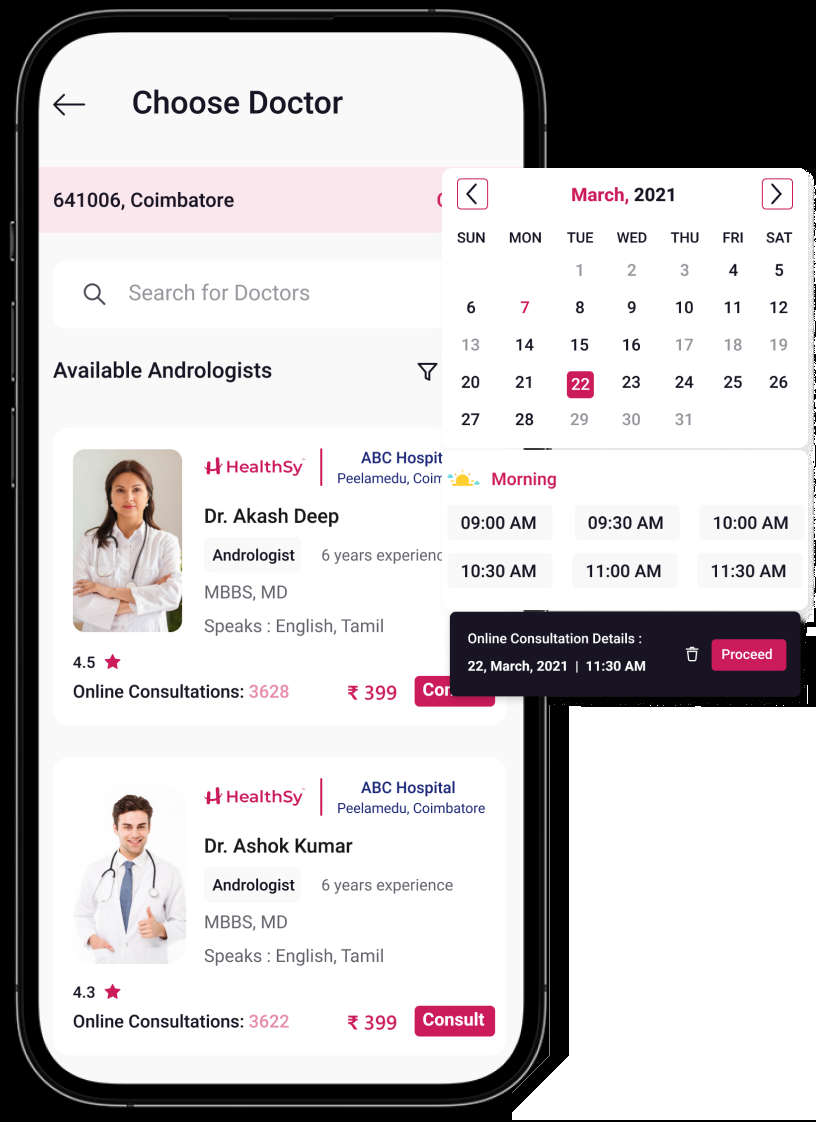 Choose Doctor
641006, Coimbatore
Search for Doctors
Available Andrologists
HealthSy
ABC Hospit
Peelamedu, Coim
Dr. Akash Deep
Andrologist 6 years experienc
MBBS, MD
Speaks : English, Tamil
4.5
Online Consultations: 3628 ₹ 399 Con
HealthSy
ABC Hospital
Peelamedu, Coimbatore
Dr. Ashok Kumar
Andrologist 6 years experience
MBBS, MD
Speaks : English, Tamil
4.3
Online Consultations: 3622 ₹ 399 Consult
March, 2021
SUN MON TUE WED THU FRI SAT
1 2 3 4 5
6 7 8 9 10 11 12
13 14 15 16 17 18 19
20 21 22 23 24 25 26
27 28 29 30 31
Morning
09:00 AM 09:30 AM 10:00 AM
10:30 AM 11:00 AM 11:30 AM
Online Consultation Details :
22, March, 2021 | 11:30 AM
Proceed